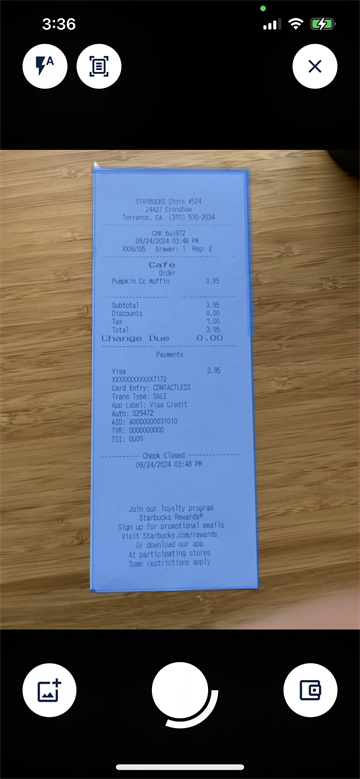 3:36
A
STARBUCKS Store #524
24427 Crenshaw
Torrance, CA (310) 530-2034
CHK
09/24/2024 03:48 PM
Drawer: 1 Reg: 2
Cafe
Order
Pumpkin Cc Muffin 3.95
Subtotal 3.95
Discounts 0.00
Tax 0.00
Total 3.95
Change Due 0.00
Payments
Visa 3.95
XXXXXXXXXXXX7172
Card Entry: CONTACTLESS
Trans Type: SALE
App Label: Visa Credit
Auth: S29472
AID: A0000000031010
TVR: 0000000000
TSI: 0000
Check Closed
09/24/2024 03:48 PM
Join our loyalty program
Starbucks Rewards®
Sign up for promotional emails
Visit Starbucks.com/rewards
Or download our app
At participating stores
Some restrictions apply